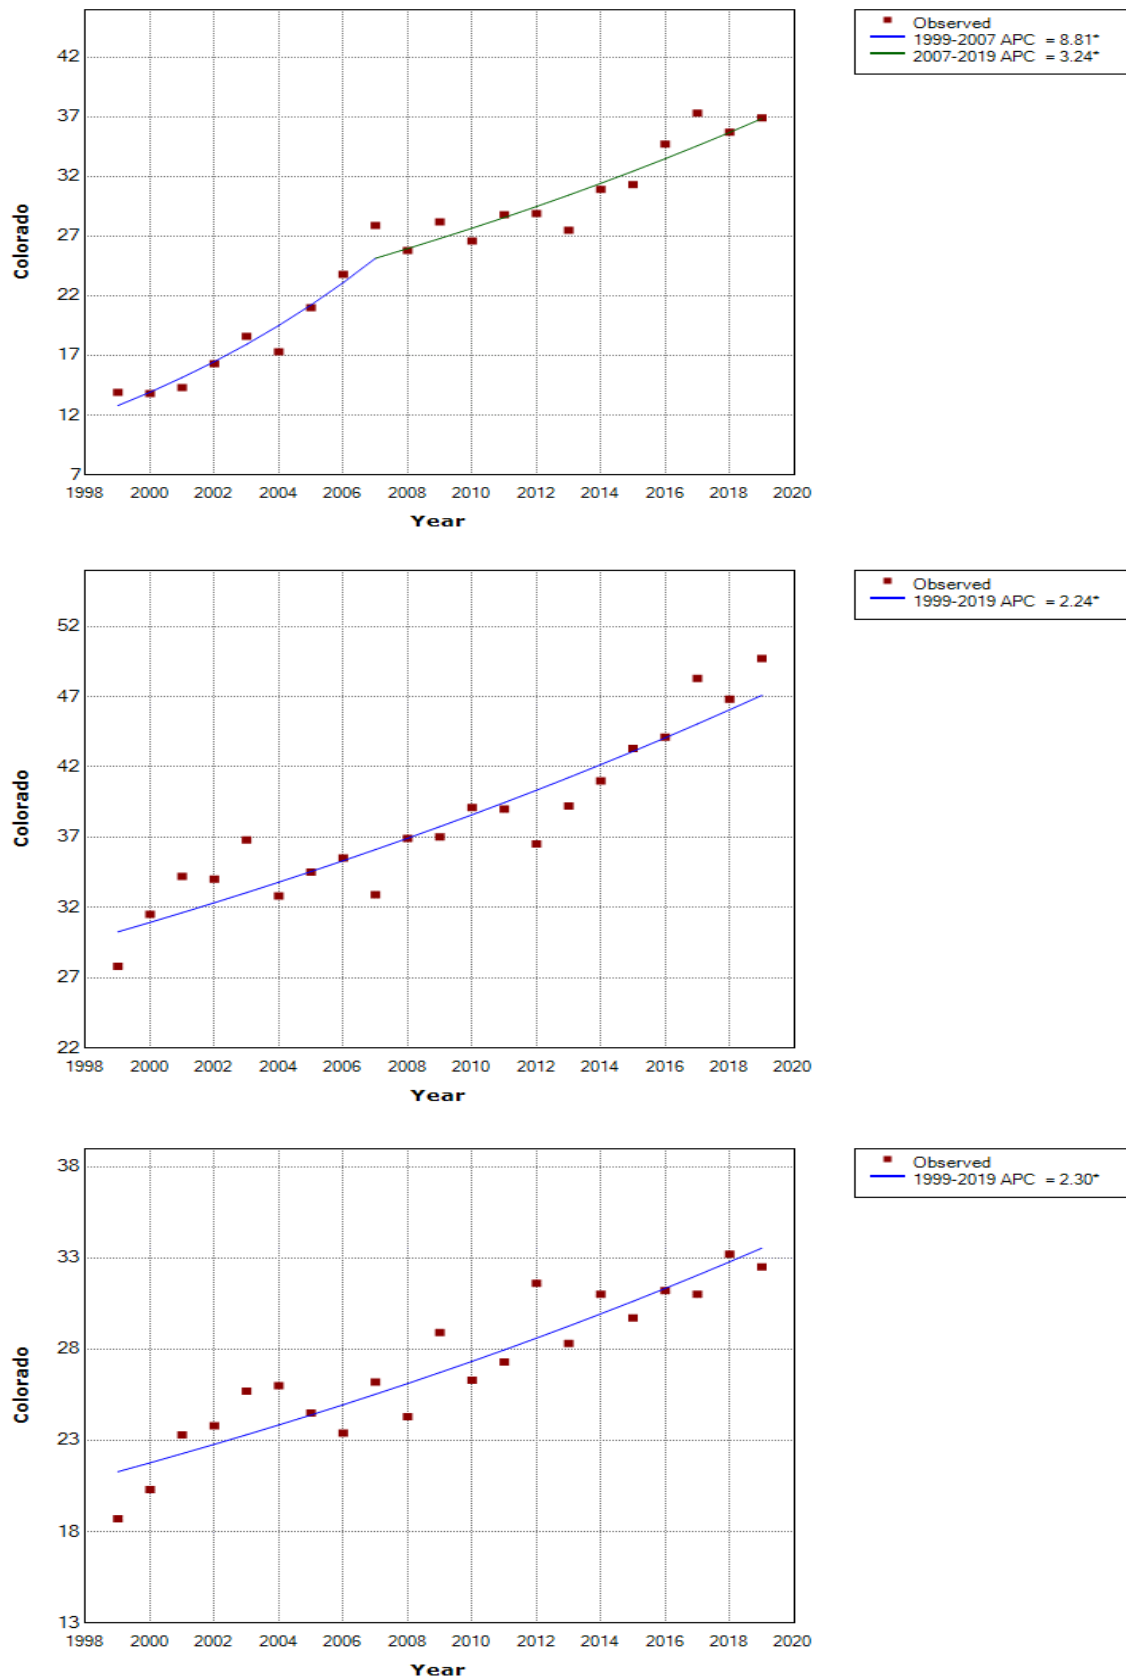 Observed
1999-2007 APC = 8.81*
2007-2019 APC = 3.24*
42
37
32
27
22
17
12
7
Colorado
1998 2000 2002 2004 2006 2008 2010 2012 2014 2016 2018 2020
Year
Observed
1999-2019 APC = 2.24*
52
47
42
37
32
27
22
Colorado
1998 2000 2002 2004 2006 2008 2010 2012 2014 2016 2018 2020
Year
Observed
1999-2019 APC = 2.30*
38
33
28
23
18
13
Colorado
1998 2000 2002 2004 2006 2008 2010 2012 2014 2016 2018 2020
Year